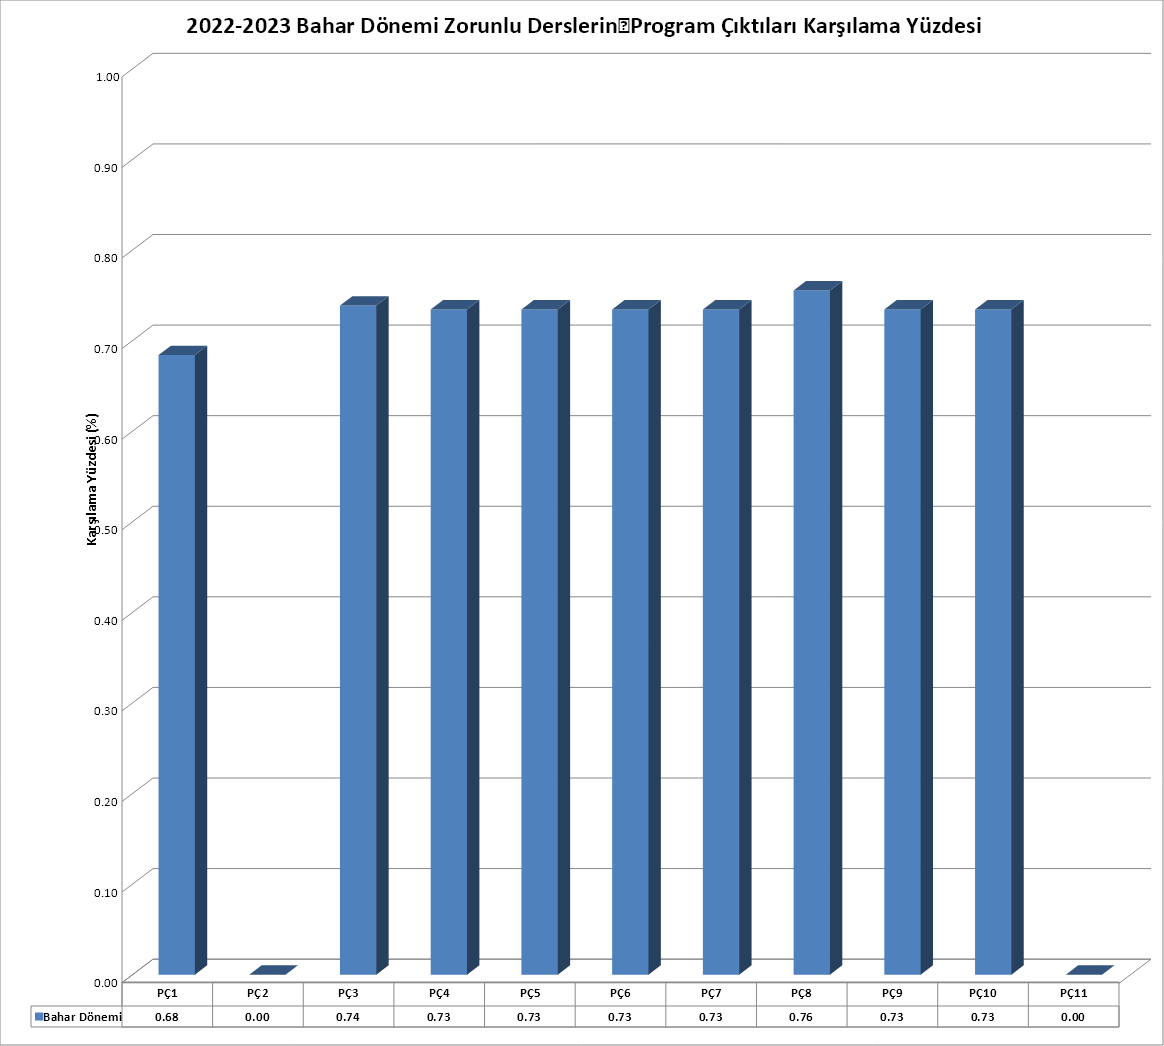 2022-2023 Bahar Dönemi Zorunlu Derslerin Program Çıktıları Karşılama Yüzdesi
1.00
0.90
0.80
0.70
0.60
0.50
0.40
0.30
0.20
0.10
0.00
Karşılama Yüzdesi (%)
PÇ1 PÇ2 PÇ3 PÇ4 PÇ5 PÇ6 PÇ7 PÇ8 PÇ9 PÇ10 PÇ11
Bahar Dönemi 0.68 0.00 0.74 0.73 0.73 0.73 0.73 0.76 0.73 0.73 0.00